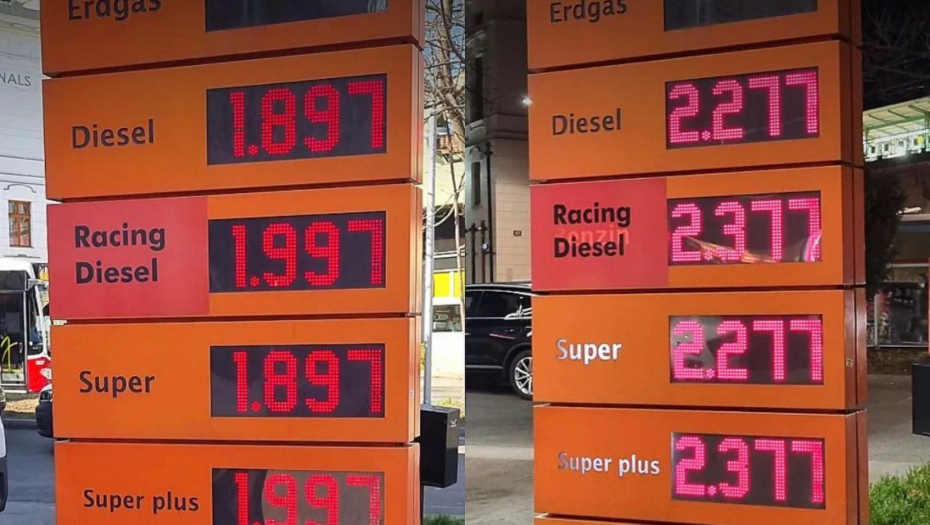 Erdgas
NALS
Diesel 1.897
Racing
Diesel 1.997
Super 1.897
Super plus 1.997
Erdgas
Diesel 2.277
Racing
Diesel 2.377
Super 2.277
Super plus 2.377